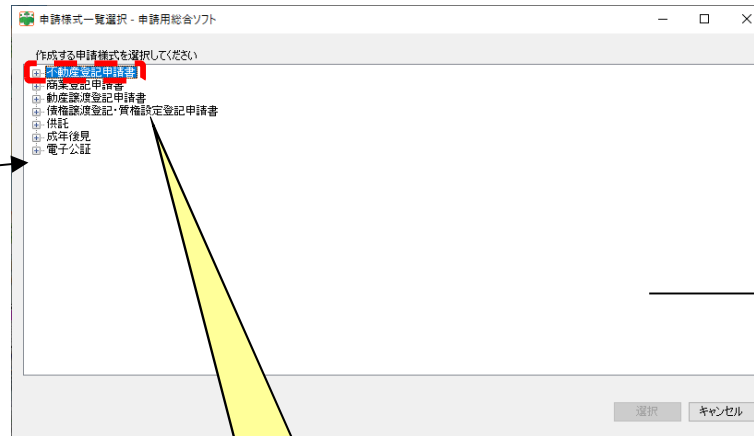 申請様式一覧選択 - 申請用総合ソフト
作成する申請様式を選択してください
不動産登記申請書
商業登記申請書
動産譲渡登記申請書
債権譲渡登記・質権設定登記申請書
供託
成年後見
電子公証
選択
キャンセル